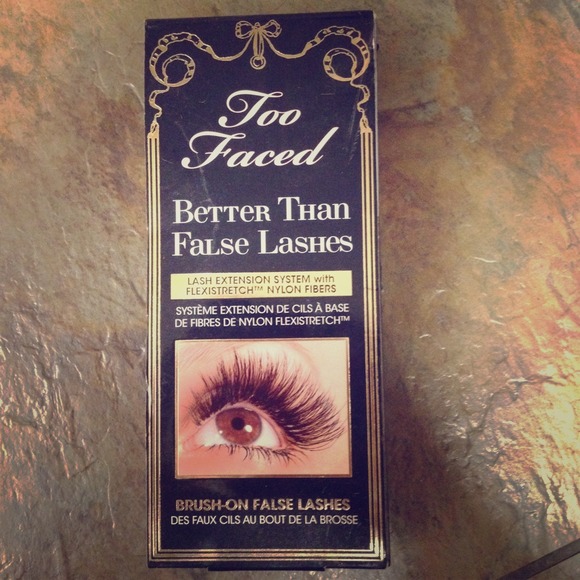 Too
Faced
BETTER THAN
FALSE LASHES
LASH EXTENSION SYSTEM with
FLEXISTRETCH™ NYLON FIBERS
SYSTÈME EXTENSION DE CILS À BASE
DE FIBRES DE NYLON FLEXISTRETCH™
BRUSH-ON FALSE LASHES
DES FAUX CILS AU BOUT DE LA BROSSE